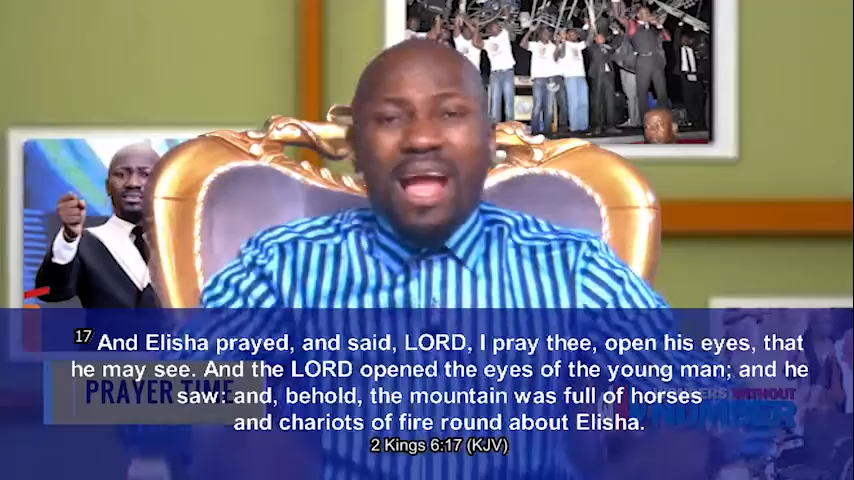 17 And Elisha prayed, and said, LORD, I pray thee, open his eyes, that
he may see. And the LORD opened the eyes of the young man; and he
saw: and, behold, the mountain was full of horses
and chariots of fire round about Elisha.
2 Kings 6:17 (KJV)
PRAYER TIME
WITHOUT
NUMBER